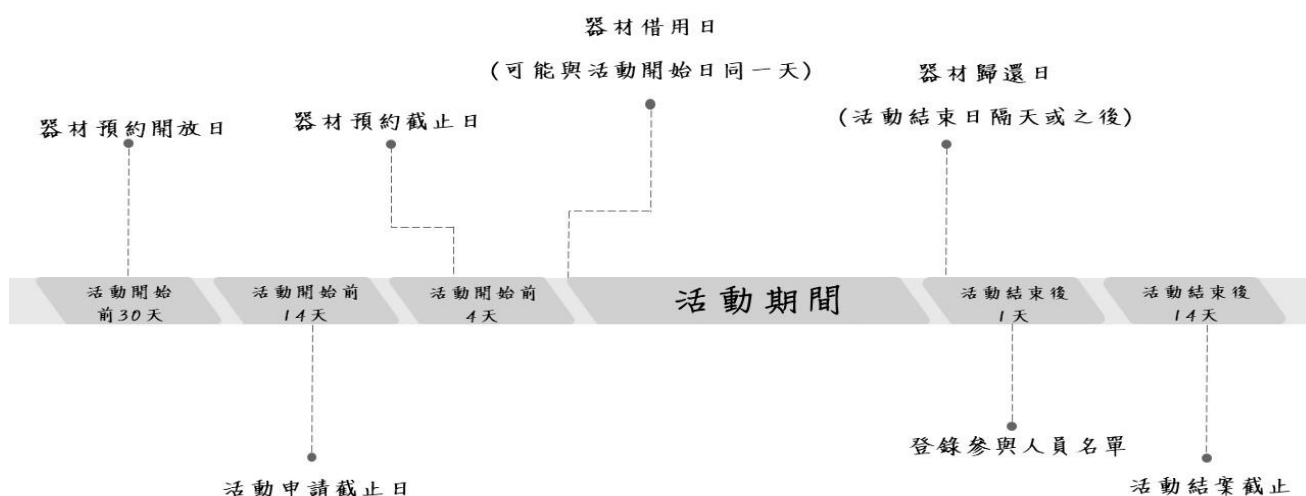 器材借用日
(可能與活動開始日同一天)
器材歸還日
(活動結束日隔天或之後)
器材預約開放日
器材預約截止日
活動開始
前30天
活動開始前
14天
活動開始前
4天
活動期間
活動結束後
1天
活動結束後
14天
登錄參與人員名單
活動申請截止日
活動結案截止